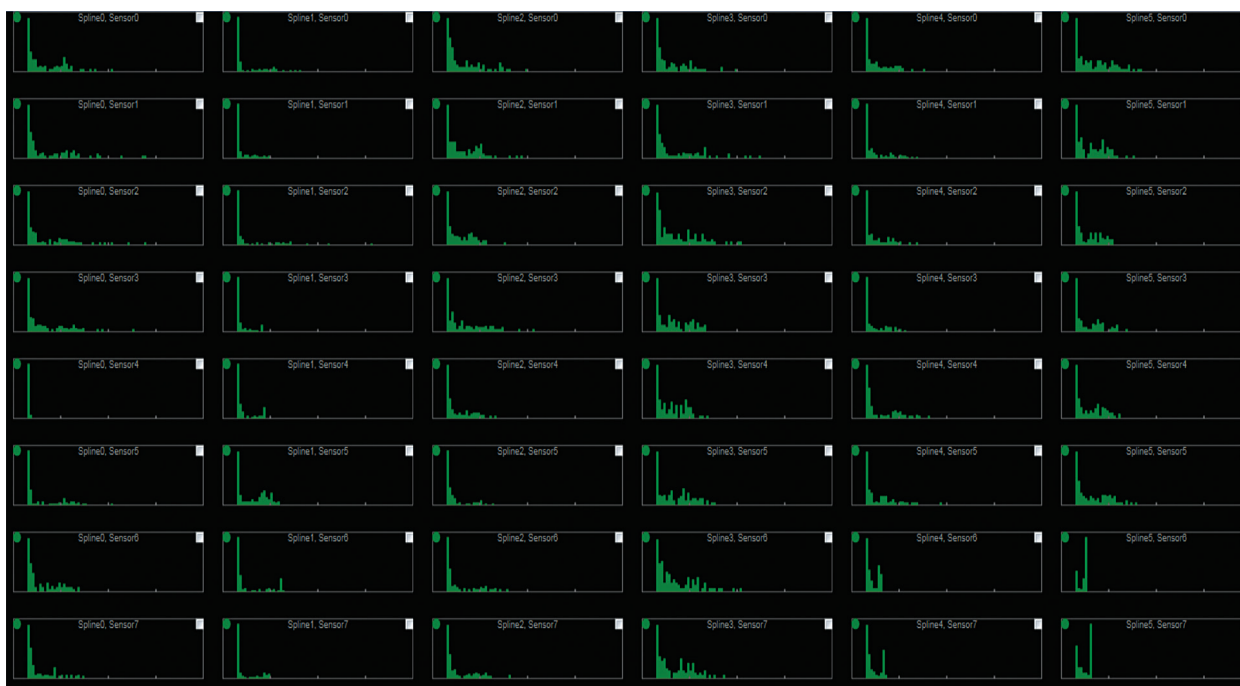 Spline0, Sensor0 Spline1, Sensor0 Spline2, Sensor0 Spline3, Sensor0 Spline4, Sensor0 Spline5, Sensor0
Spline0, Sensor1 Spline1, Sensor1 Spline2, Sensor1 Spline3, Sensor1 Spline4, Sensor1 Spline5, Sensor1
Spline0, Sensor2 Spline1, Sensor2 Spline2, Sensor2 Spline3, Sensor2 Spline4, Sensor2 Spline5, Sensor2
Spline0, Sensor3 Spline1, Sensor3 Spline2, Sensor3 Spline3, Sensor3 Spline4, Sensor3 Spline5, Sensor3
Spline0, Sensor4 Spline1, Sensor4 Spline2, Sensor4 Spline3, Sensor4 Spline4, Sensor4 Spline5, Sensor4
Spline0, Sensor5 Spline1, Sensor5 Spline2, Sensor5 Spline3, Sensor5 Spline4, Sensor5 Spline5, Sensor5
Spline0, Sensor6 Spline1, Sensor6 Spline2, Sensor6 Spline3, Sensor6 Spline4, Sensor6 Spline5, Sensor6
Spline0, Sensor7 Spline1, Sensor7 Spline2, Sensor7 Spline3, Sensor7 Spline4, Sensor7 Spline5, Sensor7